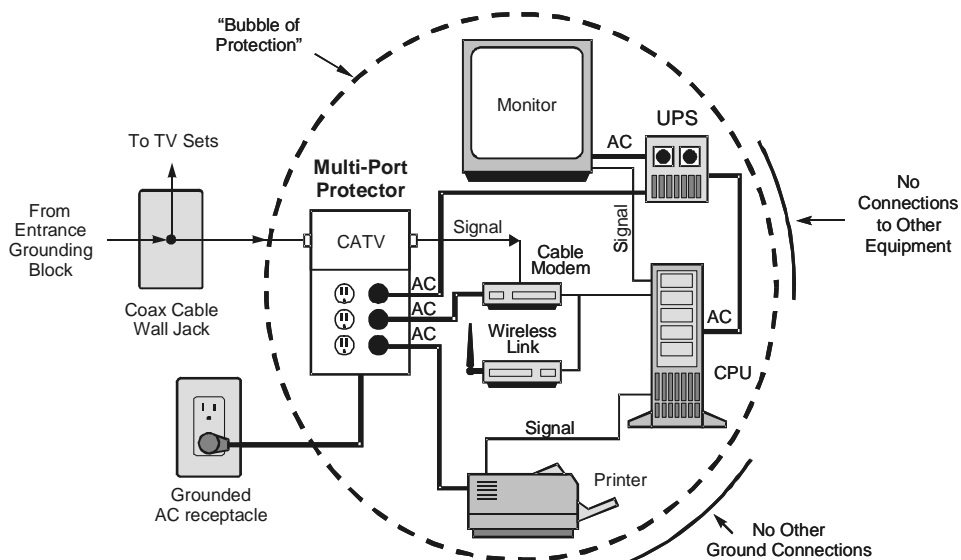 “Bubble of
Protection”
To TV Sets
From
Entrance
Grounding
Block
Coax Cable
Wall Jack
Multi-Port
Protector
CATV
Signal
Monitor
AC
UPS
Signal
No
Connections
to Other
Equipment
Cable
Modem
AC
AC
AC
Wireless
Link
AC
CPU
Signal
Printer
Grounded
AC receptacle
No Other
Ground Connections